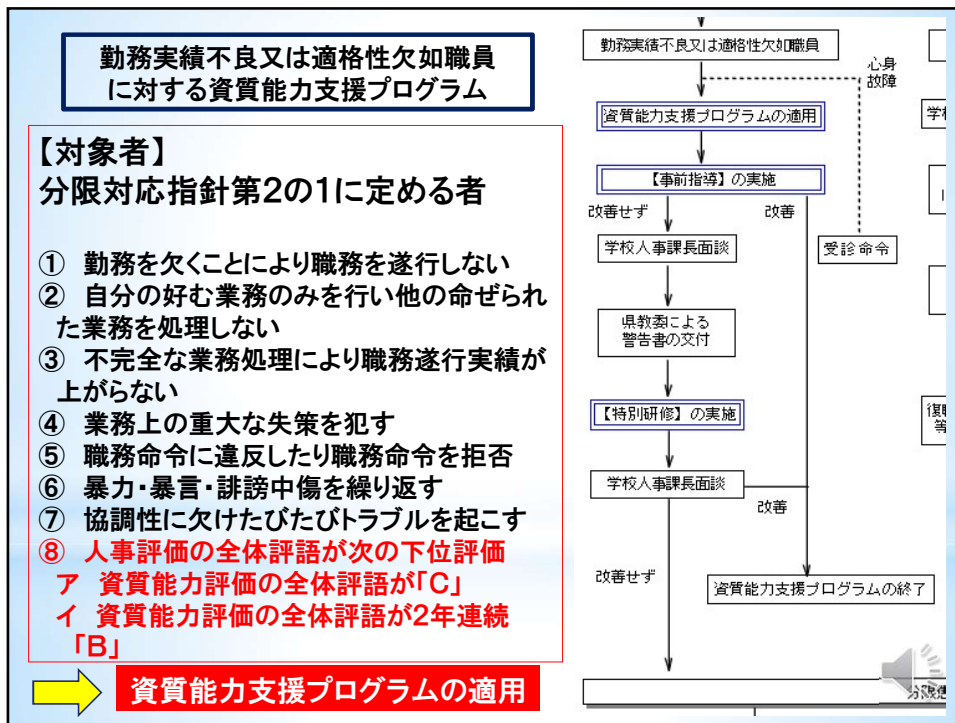 勤務実績不良又は適格性欠如職員
に対する資質能力支援プログラム
【対象者】
分限対応指針第2の1に定める者
① 勤務を欠くことにより職務を遂行しない
② 自分の好む業務のみを行い他の命ぜられ
た業務を処理しない
③ 不完全な業務処理により職務遂行実績が
上がらない
④ 業務上の重大な失策を犯す
⑤ 職務命令に違反したり職務命令を拒否
⑥ 暴力・暴言・誹謗中傷を繰り返す
⑦ 協調性に欠けたびたびトラブルを起こす
⑧ 人事評価の全体評語が次の下位評価
ア 資質能力評価の全体評語が「C」
イ 資質能力評価の全体評語が2年連続
「B」
資質能力支援プログラムの適用
勤務実績不良又は適格性欠如職員
心身
故障
資質能力支援プログラムの適用
【事前指導】の実施
改善せず
改善
学校人事課長面談
受診命令
県教委による
警告書の交付
【特別研修】の実施
学校人事課長面談
改善
改善せず
資質能力支援プログラムの終了
学
復
等
分限